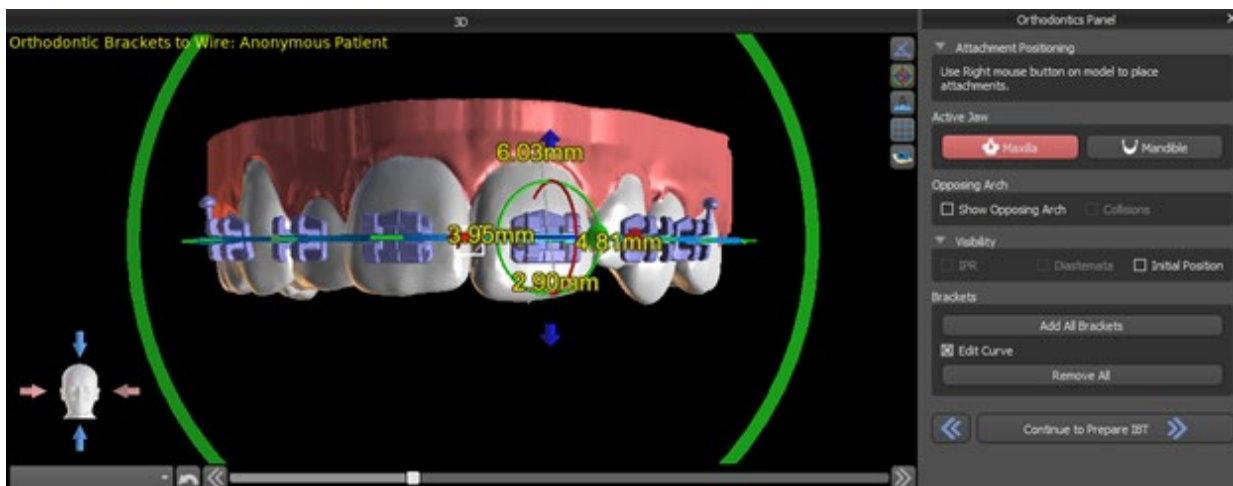 3D
Orthodontic Brackets to Wire: Anonymous Patient
6.03mm
3.95mm
4.81mm
2.90mm
Orthodontics Panel
Attachment Positioning
Use Right mouse button on model to place
attachments.
Active Jaw
Maxilla
Mandible
Opposing Arch
Show Opposing Arch
Collisions
Visibility
IPR
Diastemata
Initial Position
Brackets
Add All Brackets
Edit Curve
Remove All
Continue to Prepare IBT